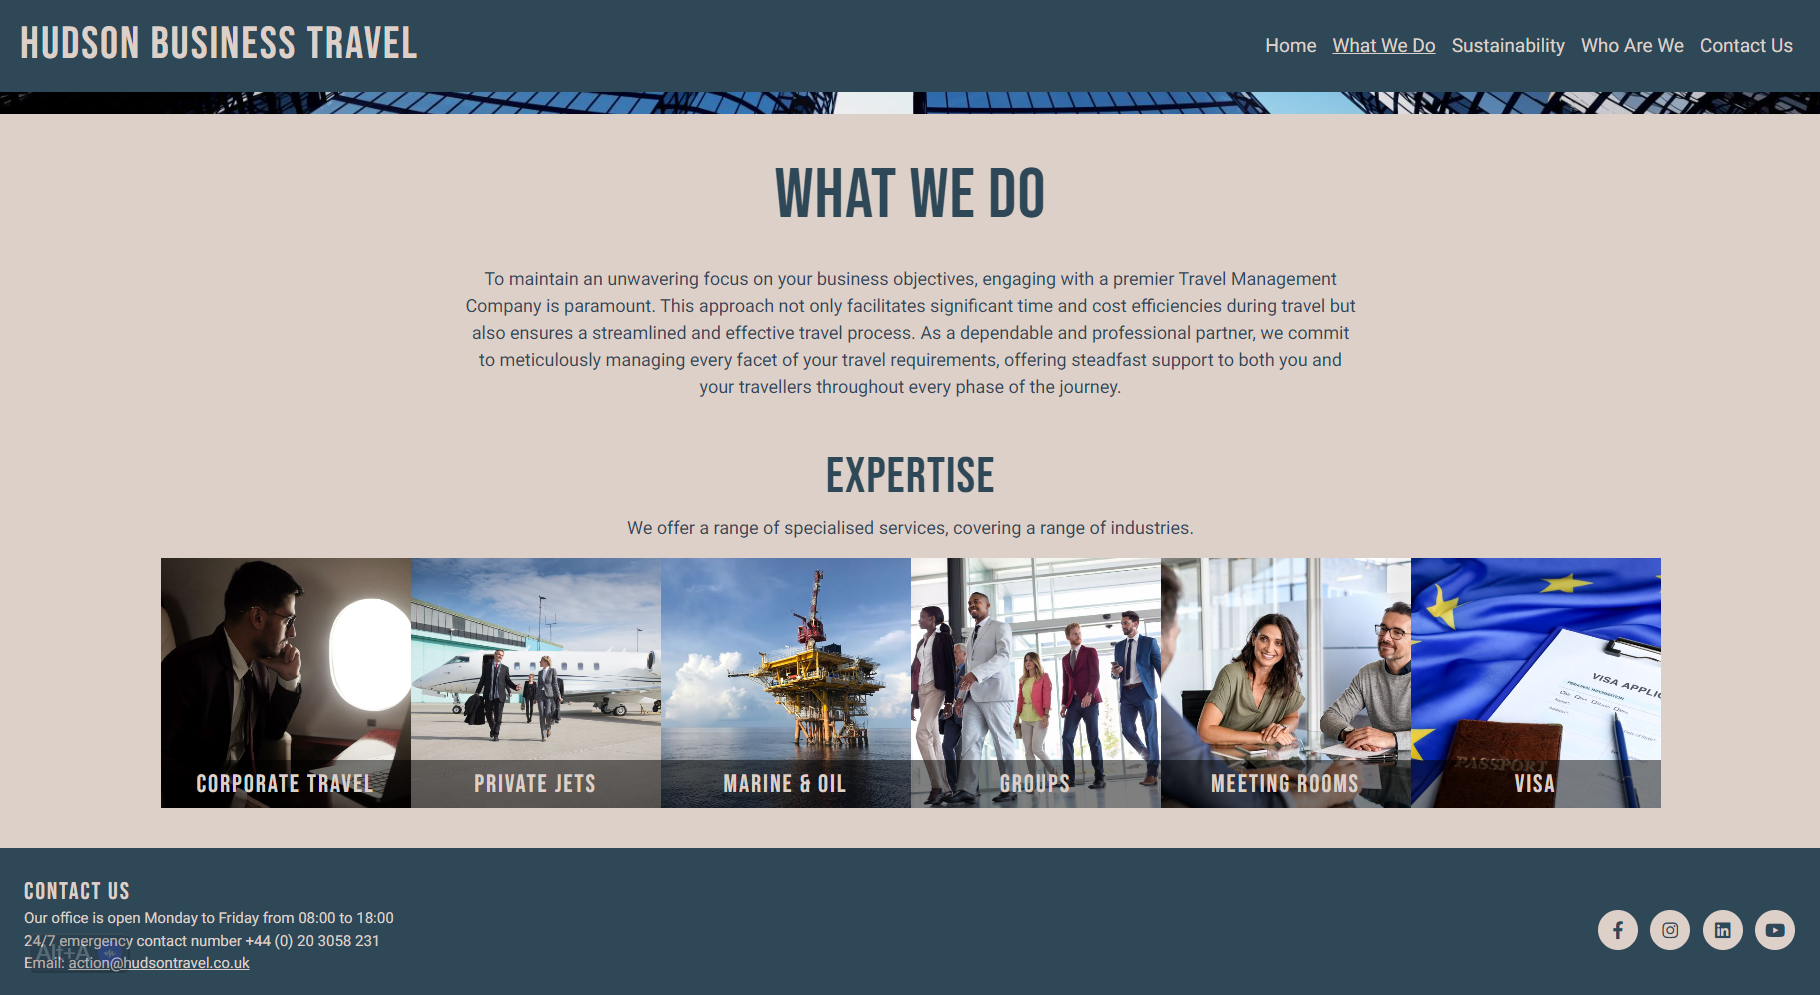 HUDSON BUSINESS TRAVEL
Home What We Do Sustainability Who Are We Contact Us
WHAT WE DO
To maintain an unwavering focus on your business objectives, engaging with a premier Travel Management
Company is paramount. This approach not only facilitates significant time and cost efficiencies during travel but
also ensures a streamlined and effective travel process. As a dependable and professional partner, we commit
to meticulously managing every facet of your travel requirements, offering steadfast support to both you and
your travellers throughout every phase of the journey.
EXPERTISE
We offer a range of specialised services, covering a range of industries.
VISA APPLIC
PERSONAL INFORMATION
PASSPORT
CORPORATE TRAVEL
PRIVATE JETS
MARINE & OIL
GROUPS
MEETING ROOMS
VISA
CONTACT US
Our office is open Monday to Friday from 08:00 to 18:00
24/7 emergency contact number +44 (0) 20 3058 231
Alt+A
Email: action@hudsontravel.co.uk